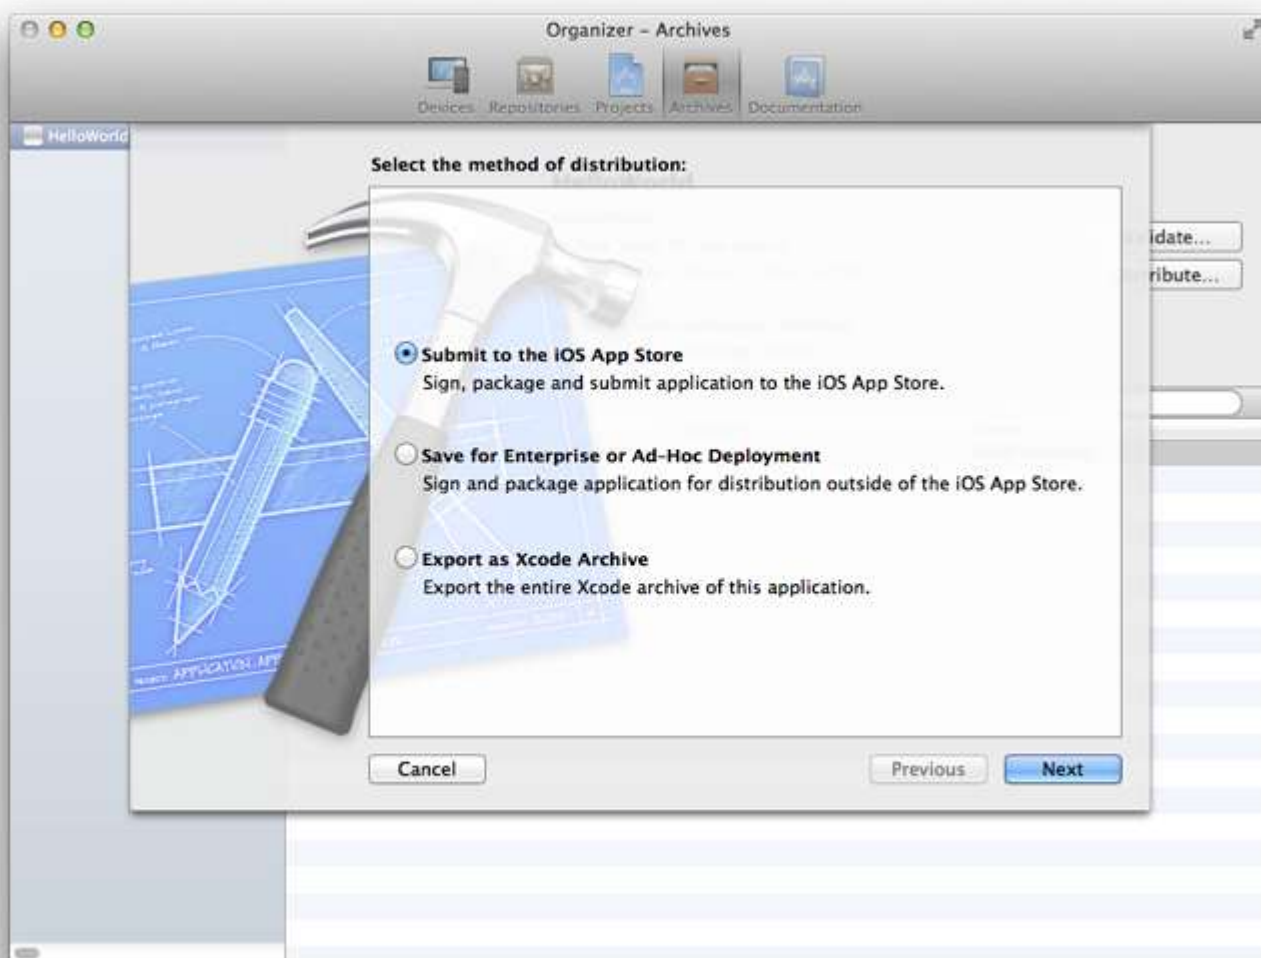 Organizer – Archives
Devices Repositories Projects Archives Documentation
HelloWorld
Select the method of distribution:
HelloWorld
idate...
ribute...
Submit to the iOS App Store
Sign, package and submit application to the iOS App Store.
Save for Enterprise or Ad-Hoc Deployment
Sign and package application for distribution outside of the iOS App Store.
Export as Xcode Archive
Export the entire Xcode archive of this application.
APPLICATION.APP
Cancel Previous Next